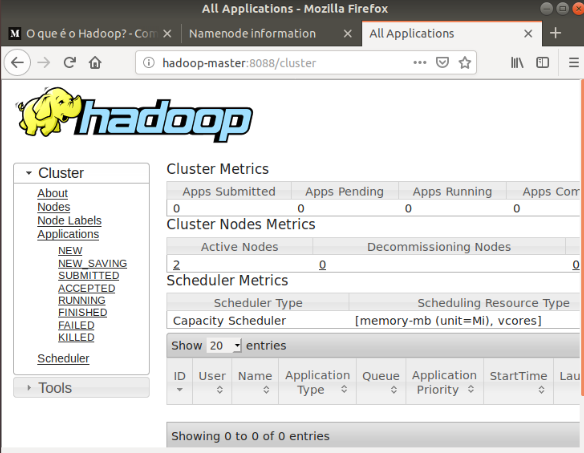 All Applications - Mozilla Firefox
O que é o Hadoop? - Con
Namenode information
All Applications
hadoop-master:8088/cluster
hadoop
Cluster
About
Nodes
Node Labels
Applications
NEW
NEW_SAVING
SUBMITTED
ACCEPTED
RUNNING
FINISHED
FAILED
KILLED
Scheduler
Tools
Cluster Metrics
Apps Submitted Apps Pending Apps Running Apps Com
0 0 0 0
Cluster Nodes Metrics
Active Nodes Decommissioning Nodes
2 0 0
Scheduler Metrics
Scheduler Type Scheduling Resource Type
Capacity Scheduler [memory-mb (unit=Mi), vcores]
Show 20 entries
ID User Name Application Type Queue Application Priority StartTime Lau
Showing 0 to 0 of 0 entries